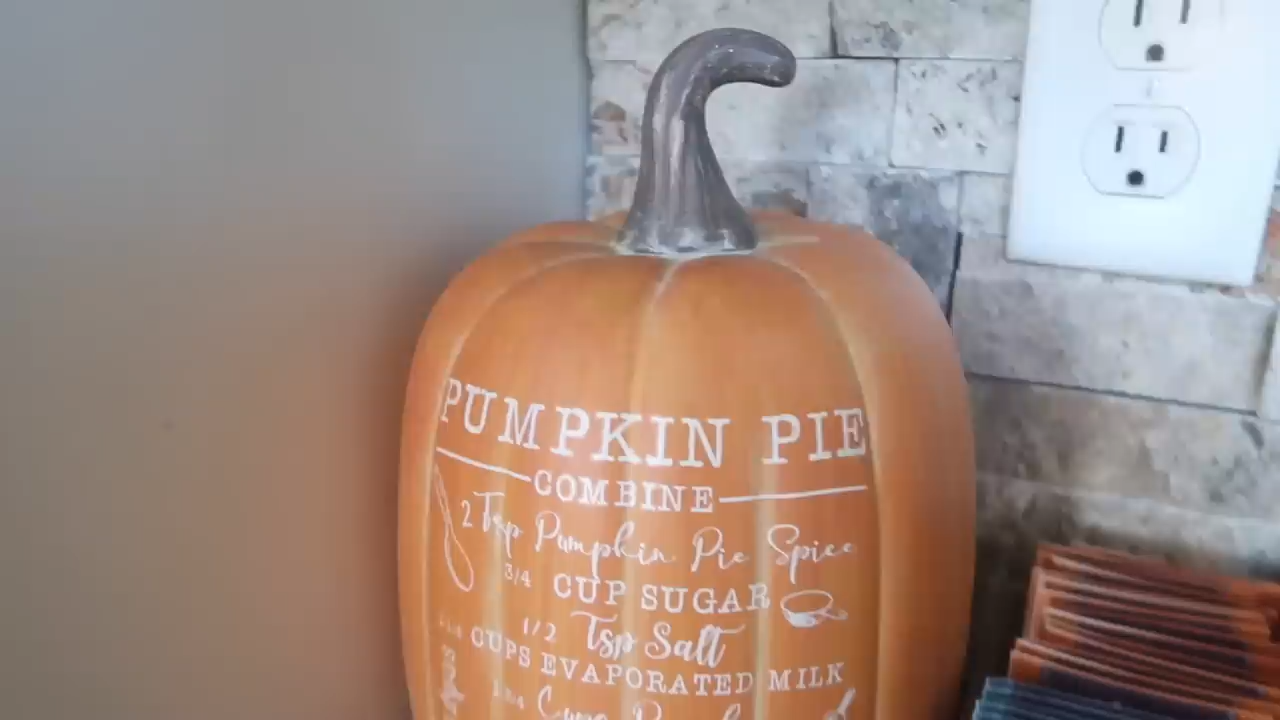 PUMPKIN PIE
COMBINE
2 Tsp Pumpkin Pie Spice
3/4 CUP SUGAR
1/2 Tsp Salt
CUPS EVAPORATED MILK